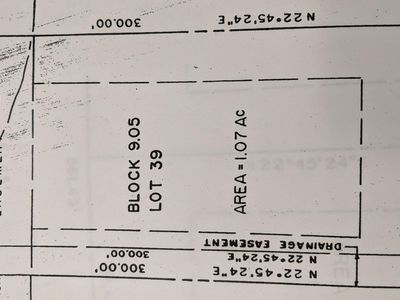 300.00' N 22°45'24"E
BLOCK 9.05
LOT 39
AREA = 1.07 Ac
DRAINAGE EASEMENT
300.00' N 22°45'24"E
300.00' N 22°45'24"E